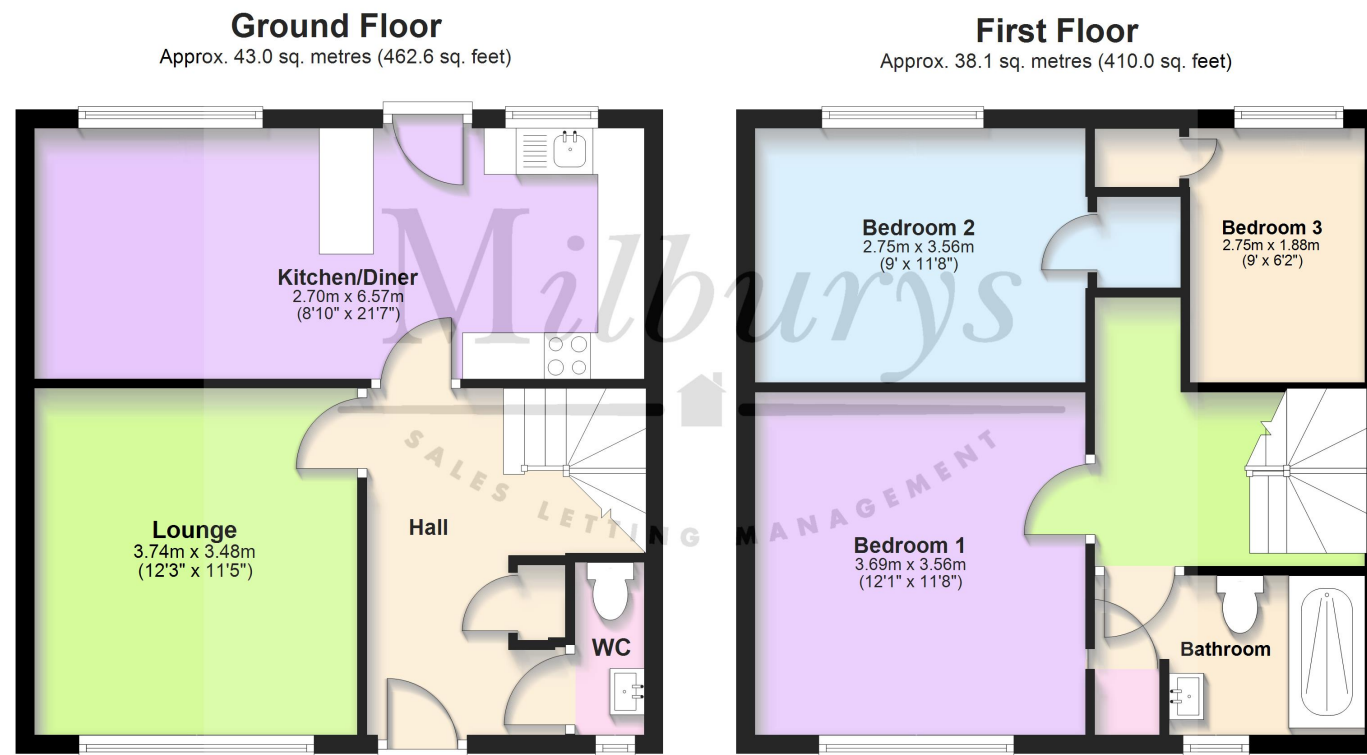 Ground Floor
Approx. 43.0 sq. metres (462.6 sq. feet)
Kitchen/Diner
2.70m x 6.57m
(8'10" x 21'7")
Lounge
3.74m x 3.48m
(12'3" x 11'5")
Hall
WC
First Floor
Approx. 38.1 sq. metres (410.0 sq. feet)
Bedroom 2
2.75m x 3.56m
(9' x 11'8")
Bedroom 3
2.75m x 1.88m
(9' x 6'2")
Bedroom 1
3.69m x 3.56m
(12'1" x 11'8")
Bathroom
Milburys
SALES LETTING MANAGEMENT